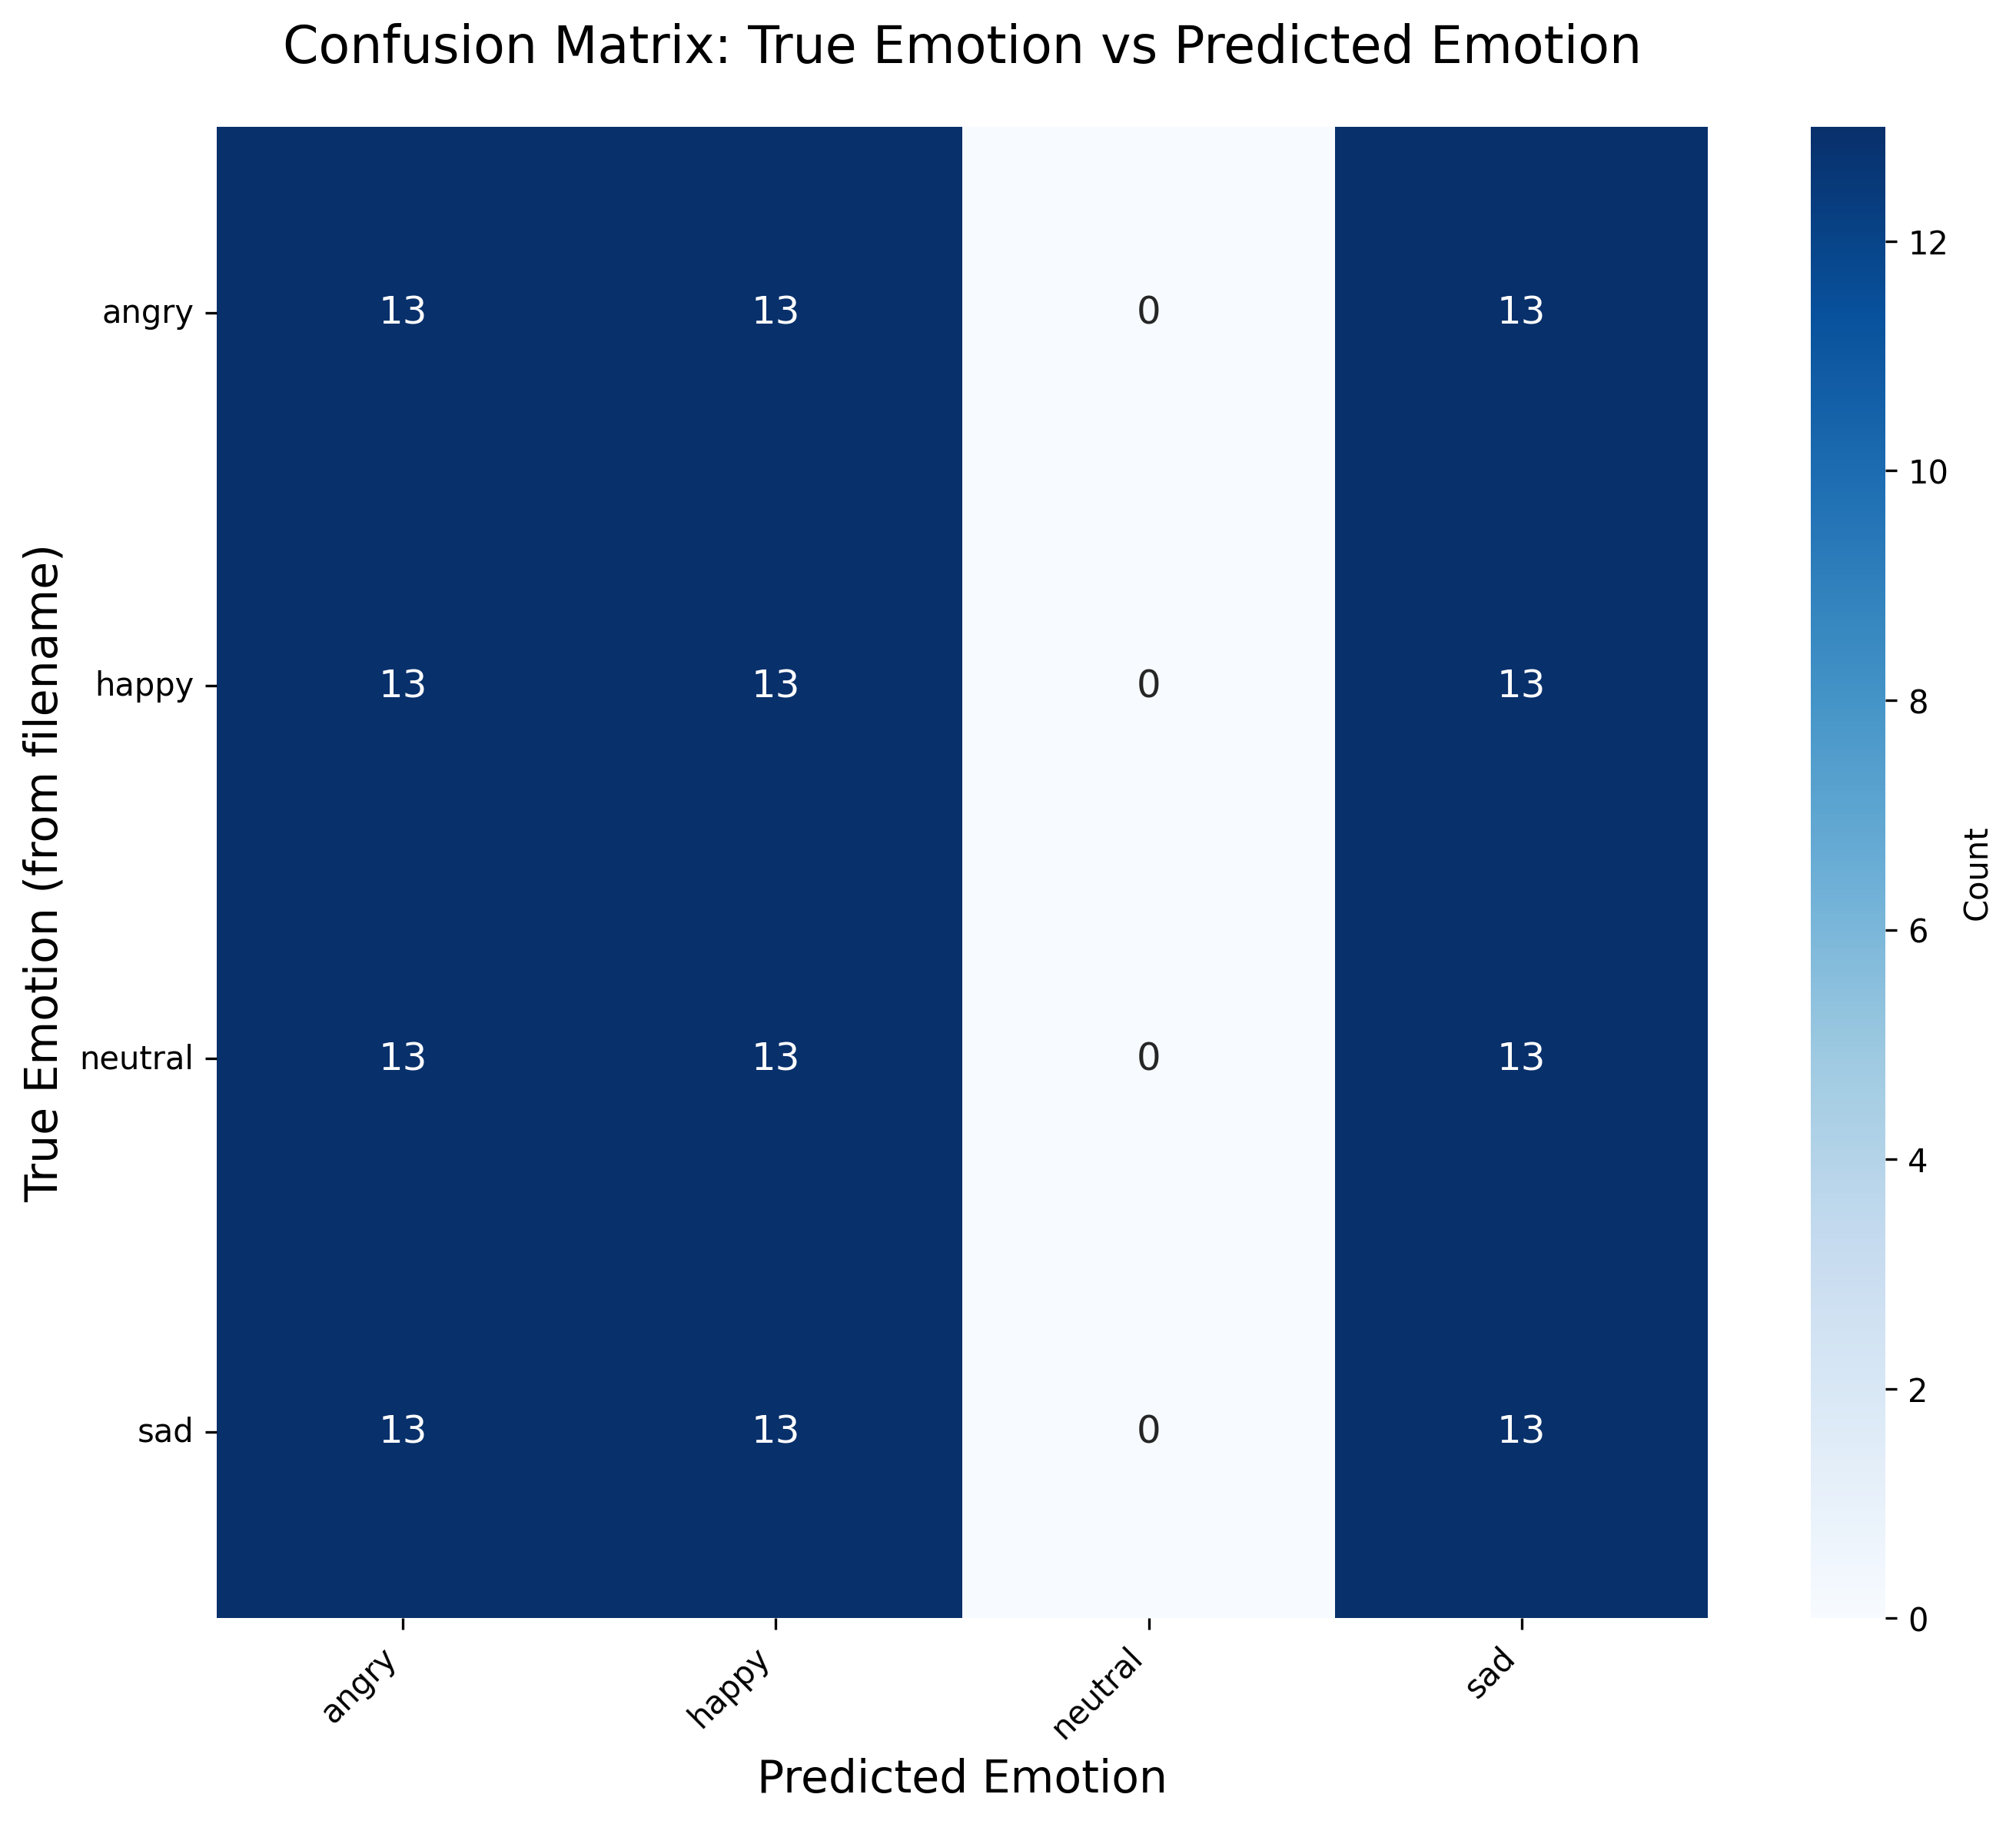 Confusion Matrix: True Emotion vs Predicted Emotion
True Emotion (from filename)
angry 13 13 0 13
happy 13 13 0 13
neutral 13 13 0 13
sad 13 13 0 13
angry happy neutral sad
Predicted Emotion
12
10
8
6
4
2
0
Count